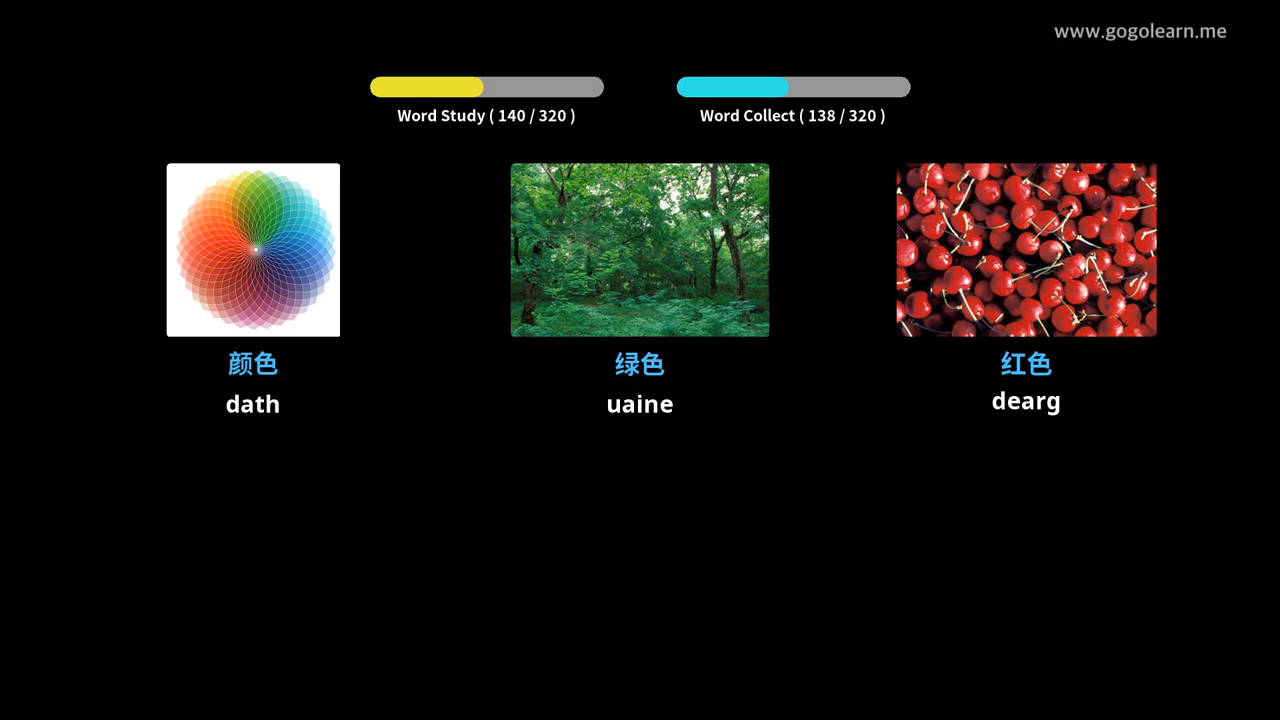 www.gogolearn.me
Word Study ( 140 / 320 )
Word Collect ( 138 / 320 )
颜色
绿色
红色
dath
uaine
dearg